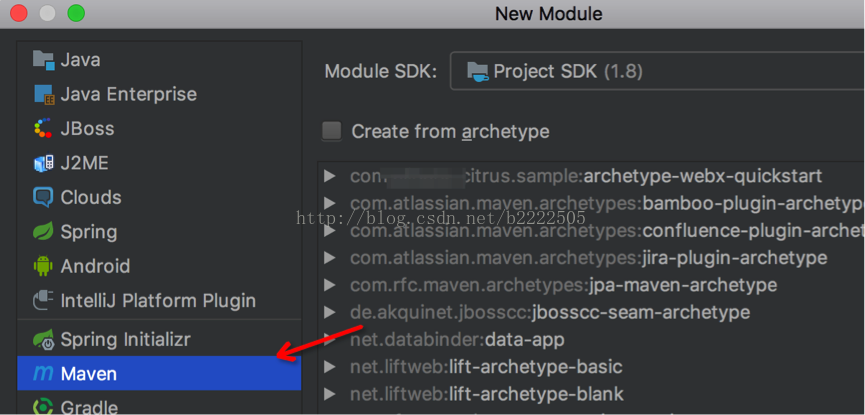 New Module
Java
Java Enterprise
JBoss
J2ME
Clouds
Spring
Android
IntelliJ Platform Plugin
Spring Initializr
Maven
Gradle
Module SDK: Project SDK (1.8)
Create from archetype
citrus.sample:archetype-webx-quickstart
com.atlassian.maven.archetypes:bamboo-plugin-archetype
com.atlassian.maven.archetypes:confluence-plugin-archet
com.atlassian.maven.archetypes:jira-plugin-archetype
com.rfc.maven.archetypes:jpa-maven-archetype
de.akquinet.jbosscc:jbosscc-seam-archetype
net.databinder:data-app
net.liftweb:lift-archetype-basic
net.liftweb:lift-archetype-blank
http://blog.csdn.net/b2222505